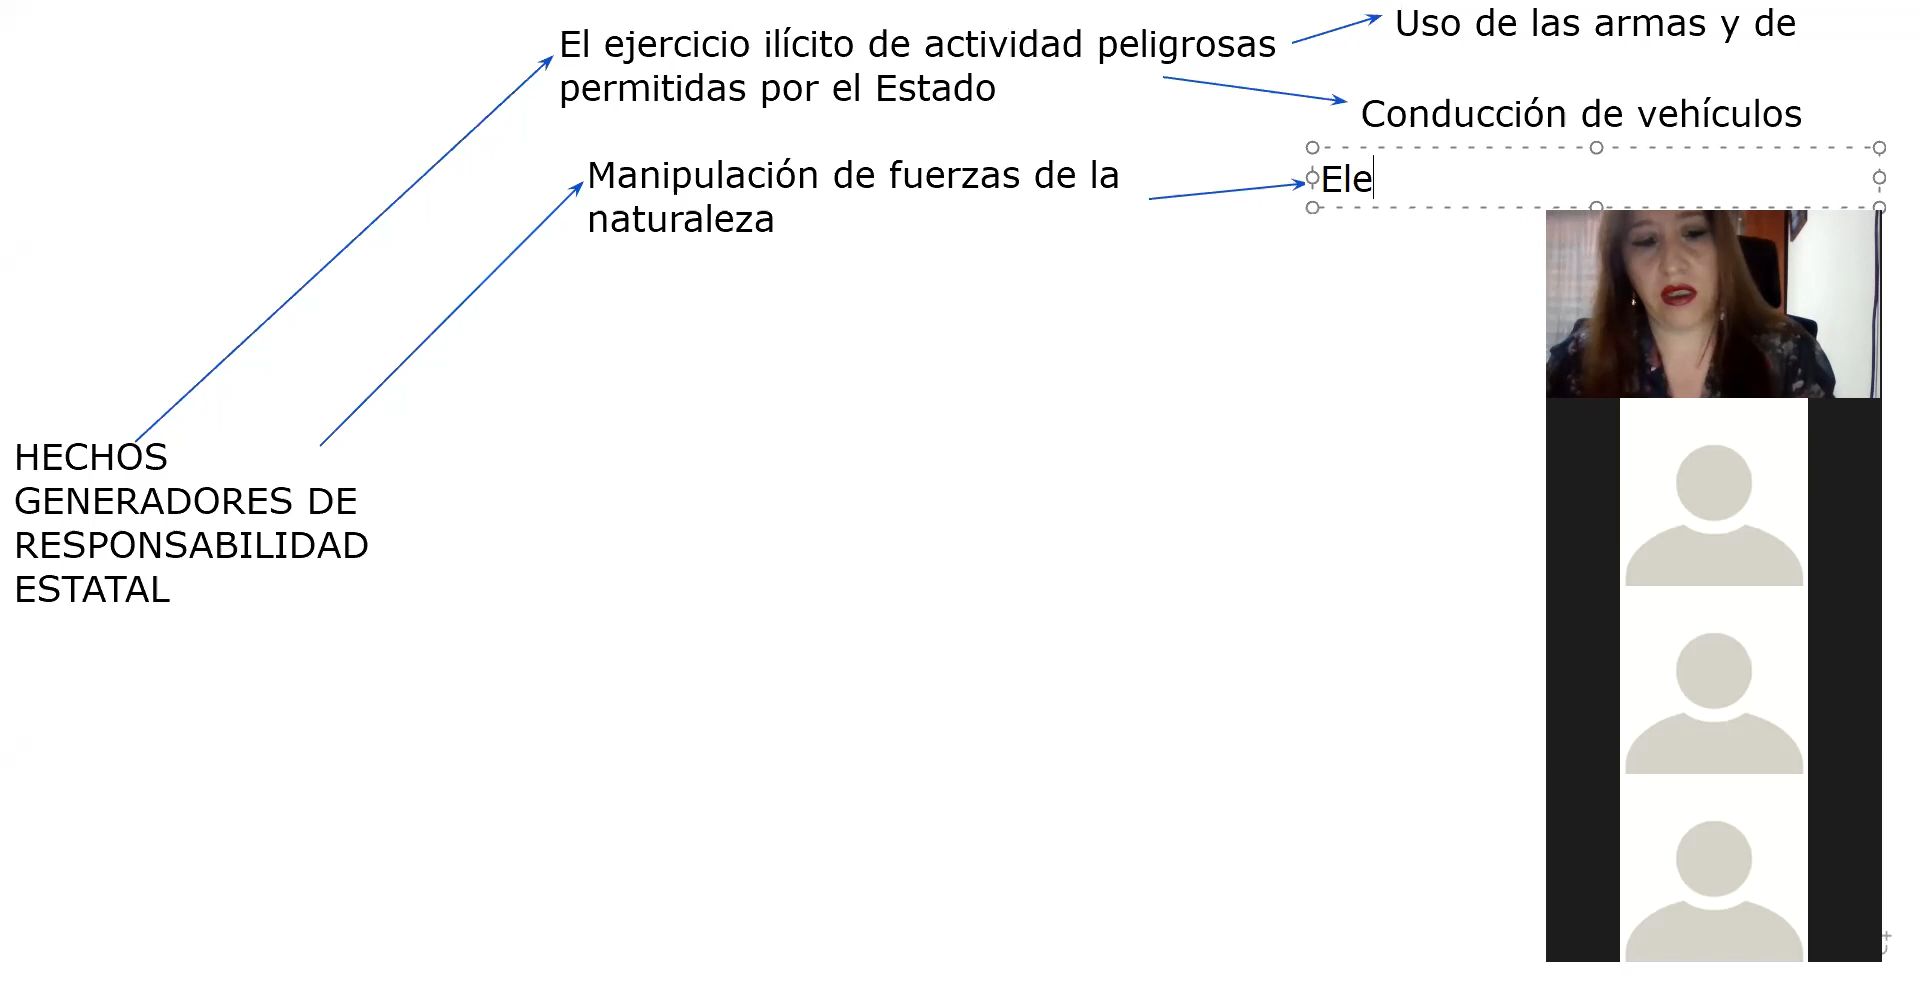 Uso de las armas y de
El ejercicio ilícito de actividad peligrosas
permitidas por el Estado
Conducción de vehículos
Manipulación de fuerzas de la
naturaleza
Ele
HECHOS
GENERADORES DE
RESPONSABILIDAD
ESTATAL